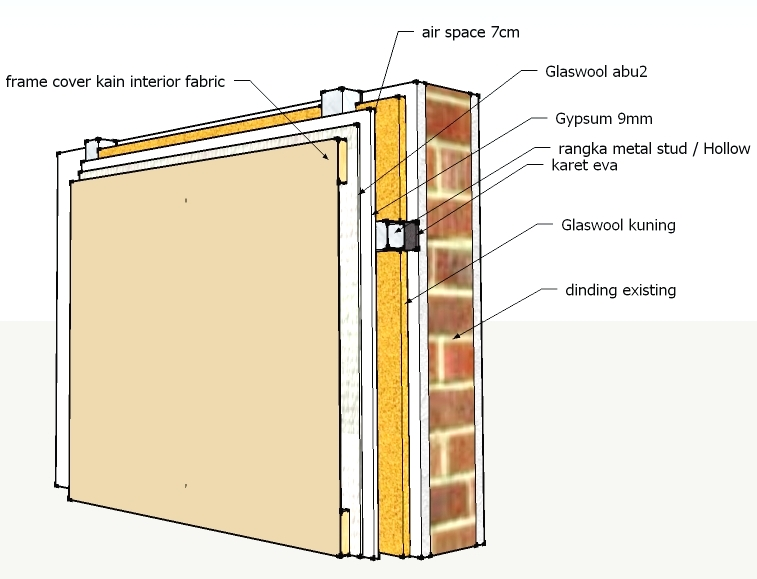 air space 7cm
Glaswool abu2
frame cover kain interior fabric
Gypsum 9mm
rangka metal stud / Hollow
karet eva
Glaswool kuning
dinding existing